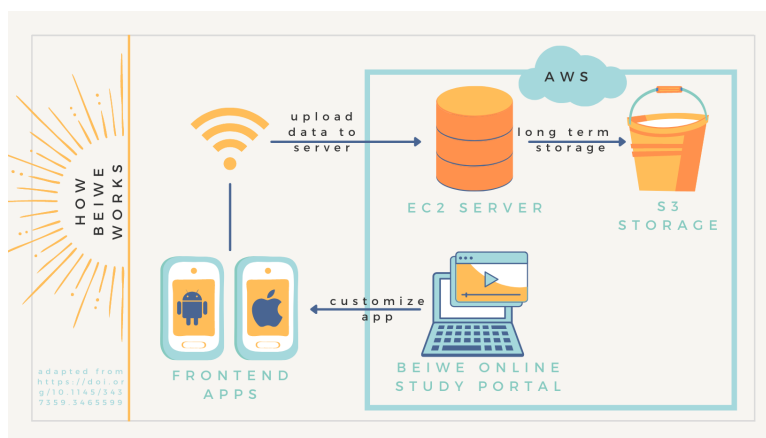 HOW
BEIWE
WORKS
adapted from
https://doi.or
g/10.1145/343
7359.3465599
upload
data to
server
AWS
long term
storage
EC2 SERVER
S3
STORAGE
customize
app
FRONTEND
APPS
BEIWE ONLINE
STUDY PORTAL